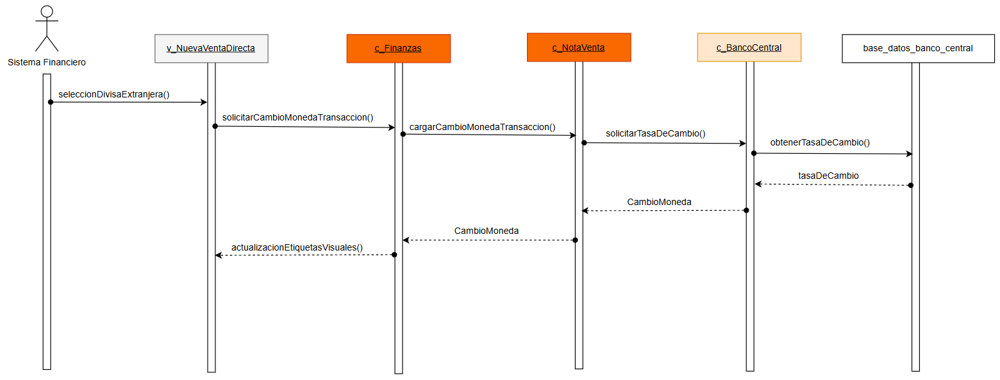 Sistema Financiero
v_NuevaVentaDirecta
c_Finanzas
c_NotaVenta
c_BancoCentral
base_datos_banco_central
seleccionDivisaExtranjera()
solicitarCambioMonedaTransaccion()
cargarCambioMonedaTransaccion()
solicitarTasaDeCambio()
obtenerTasaDeCambio()
tasaDeCambio
CambioMoneda
CambioMoneda
actualizacionEtiquetasVisuales()